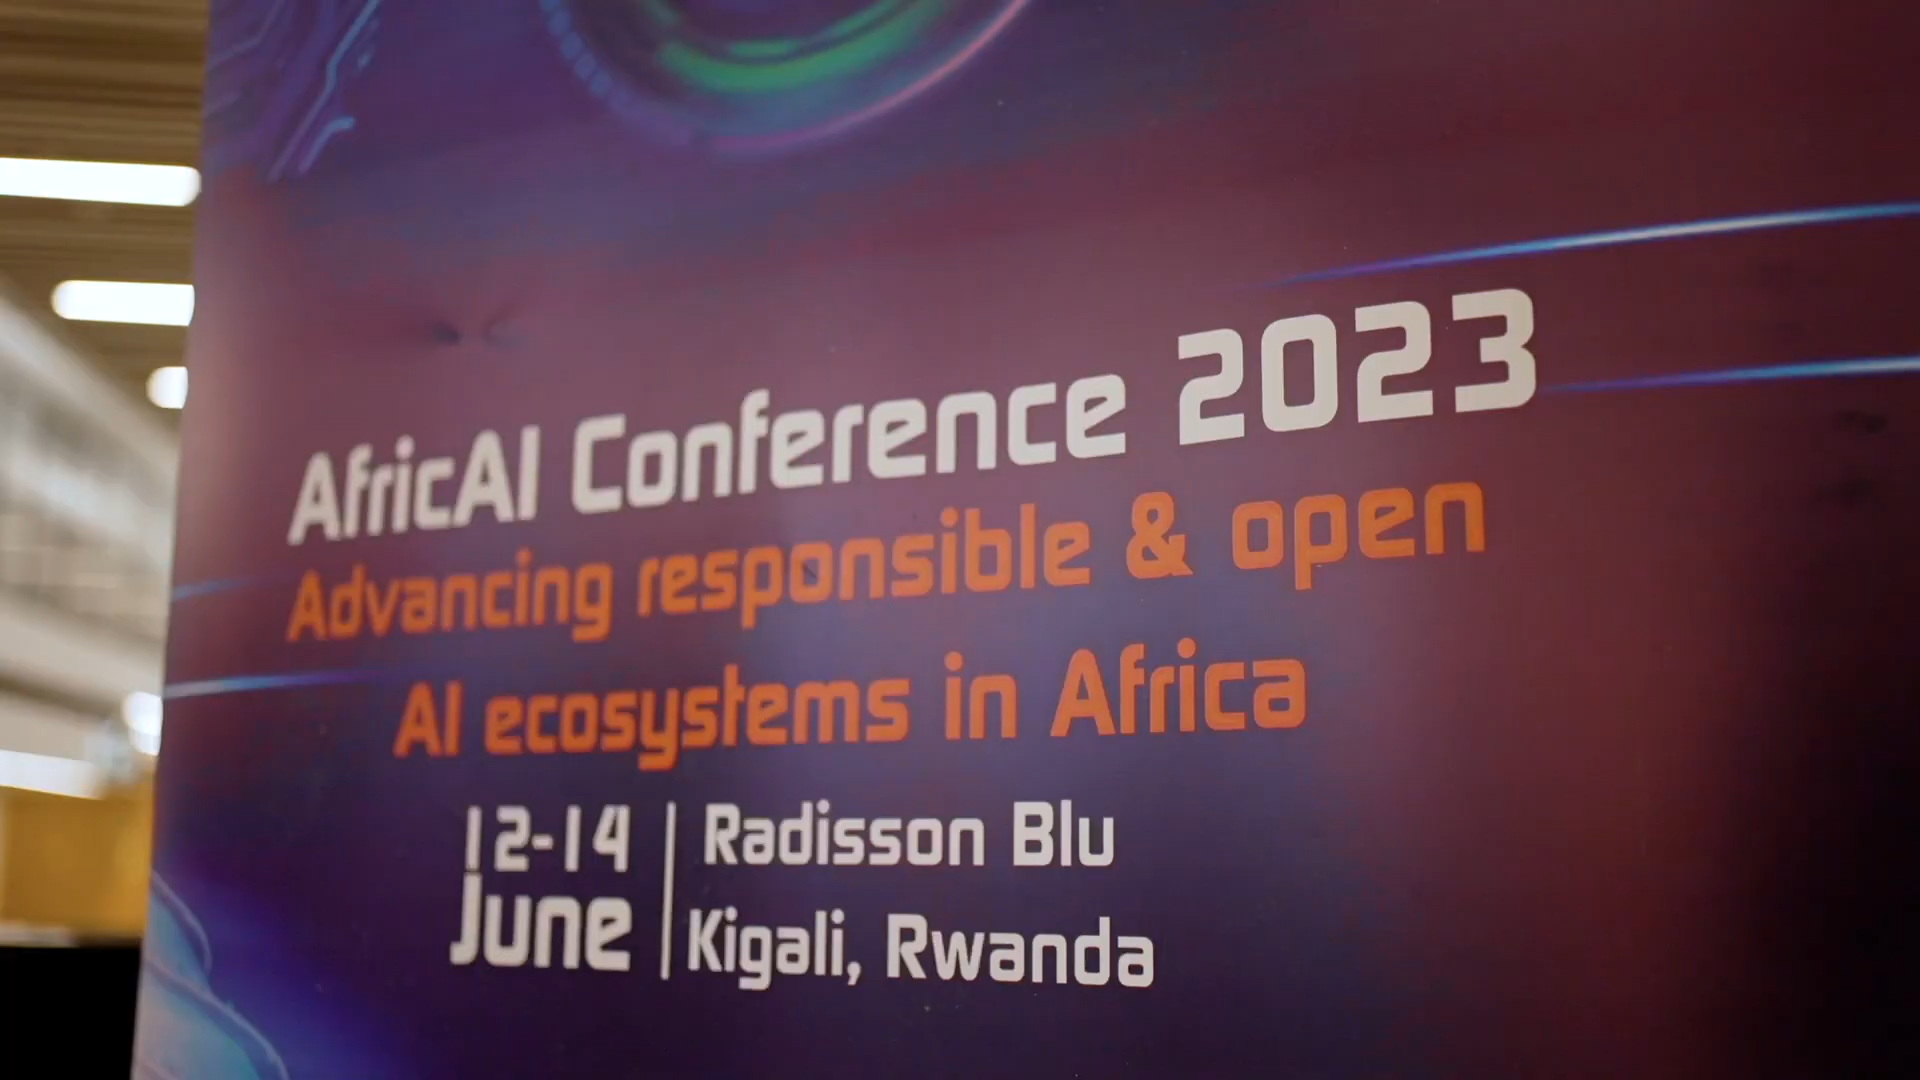 AfricAI Conference 2023
Advancing responsible & open
AI ecosystems in Africa
12-14
June
Radisson Blu
Kigali, Rwanda